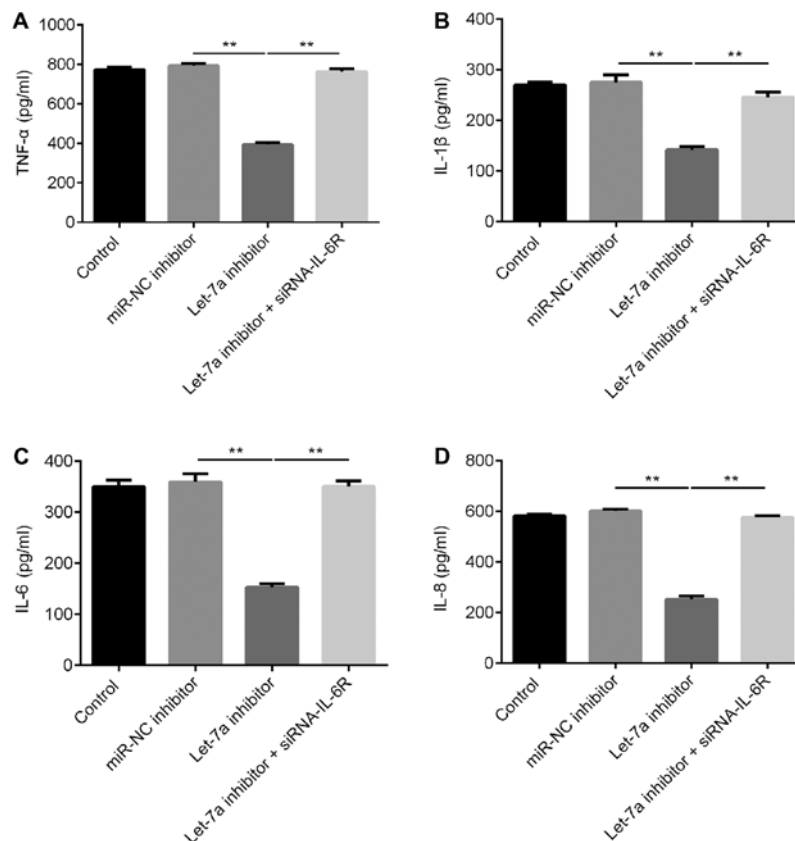 A
TNF-α (pg/ml)
1000
800
600
400
200
0
** **
Control
miR-NC inhibitor
Let-7a inhibitor
Let-7a inhibitor + siRNA-IL-6R
B
IL-1β (pg/ml)
400
300
200
100
0
** **
Control
miR-NC inhibitor
Let-7a inhibitor
Let-7a inhibitor + siRNA-IL-6R
C
IL-6 (pg/ml)
400
300
200
100
0
** **
Control
miR-NC inhibitor
Let-7a inhibitor
Let-7a inhibitor + siRNA-IL-6R
D
IL-8 (pg/ml)
800
600
400
200
0
** **
Control
miR-NC inhibitor
Let-7a inhibitor
Let-7a inhibitor + siRNA-IL-6R